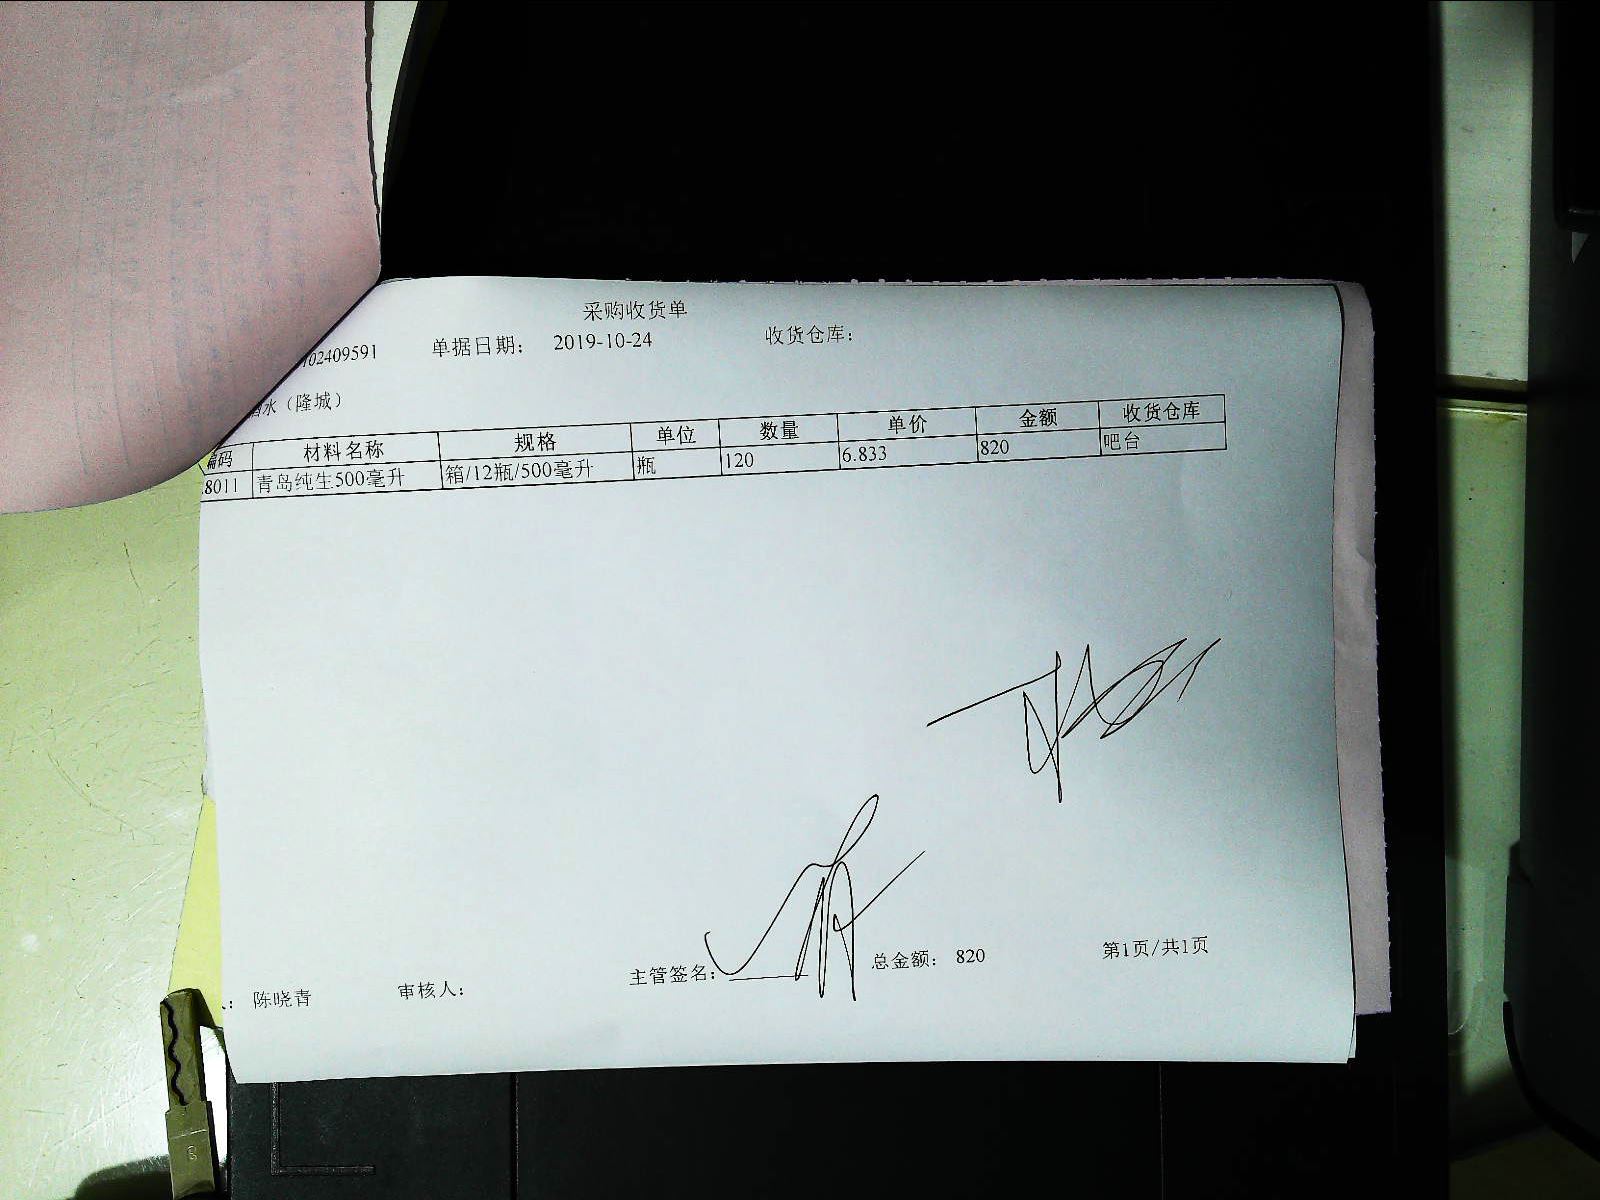 采购收货单
102409591 单据日期： 2019-10-24 收货仓库：
酒水（隆城）
编码 材料名称 规格 单位 数量 单价 金额 收货仓库
8011 青岛纯生500毫升 箱/12瓶/500毫升 瓶 120 6.833 820 吧台
： 陈晓青 审核人： 主管签名： 总金额： 820 第1页/共1页